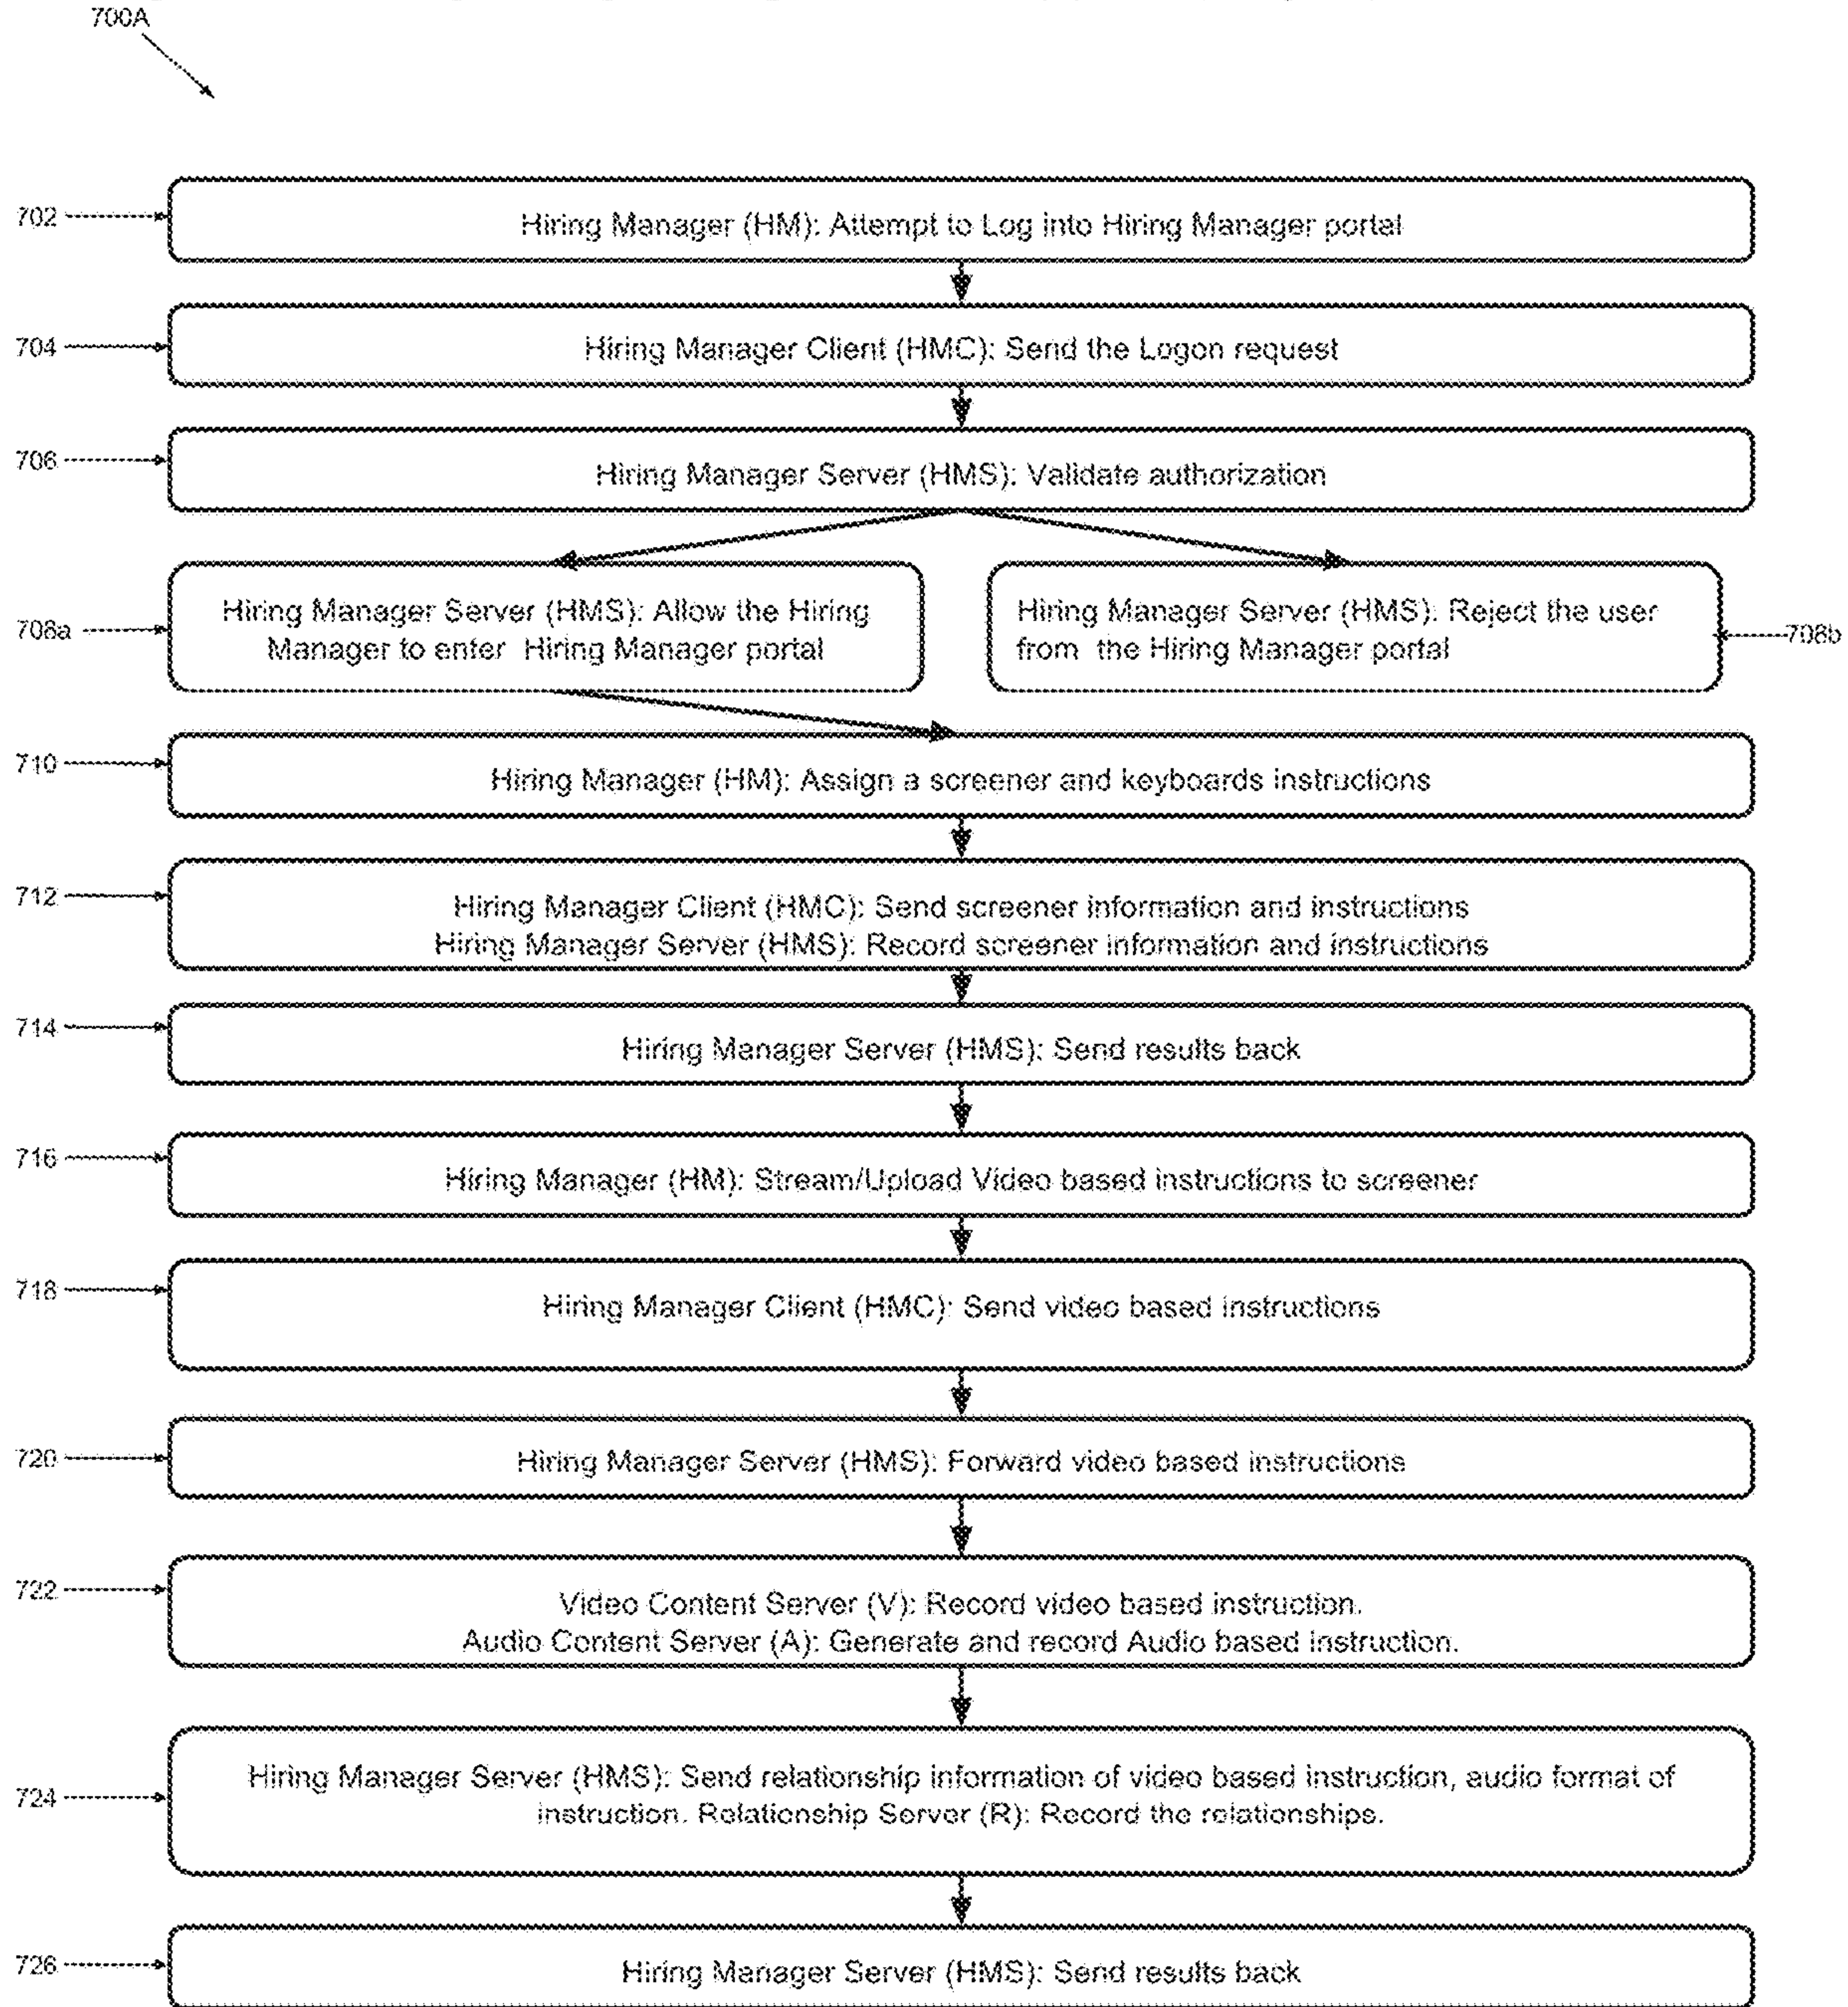 700A
702
Hiring Manager (HM): Attempt to Log into Hiring Manager portal
704
Hiring Manager Client (HMC): Send the Logon request
706
Hiring Manager Server (HMS): Validate authorization
708a
Hiring Manager Server (HMS): Allow the Hiring
Manager to enter Hiring Manager portal
Hiring Manager Server (HMS): Reject the user
from the Hiring Manager portal
708b
710
Hiring Manager (HM): Assign a screener and keyboards instructions
712
Hiring Manager Client (HMC): Send screener information and instructions
Hiring Manager Server (HMS): Record screener information and instructions
714
Hiring Manager Server (HMS): Send results back
716
Hiring Manager (HM): Stream/Upload Video based instructions to screener
718
Hiring Manager Client (HMC): Send video based instructions
720
Hiring Manager Server (HMS): Forward video based instructions
722
Video Content Server (V): Record video based instruction.
Audio Content Server (A): Generate and record Audio based instruction.
724
Hiring Manager Server (HMS): Send relationship information of video based instruction, audio format of
instruction. Relationship Server (R): Record the relationships.
726
Hiring Manager Server (HMS): Send results back